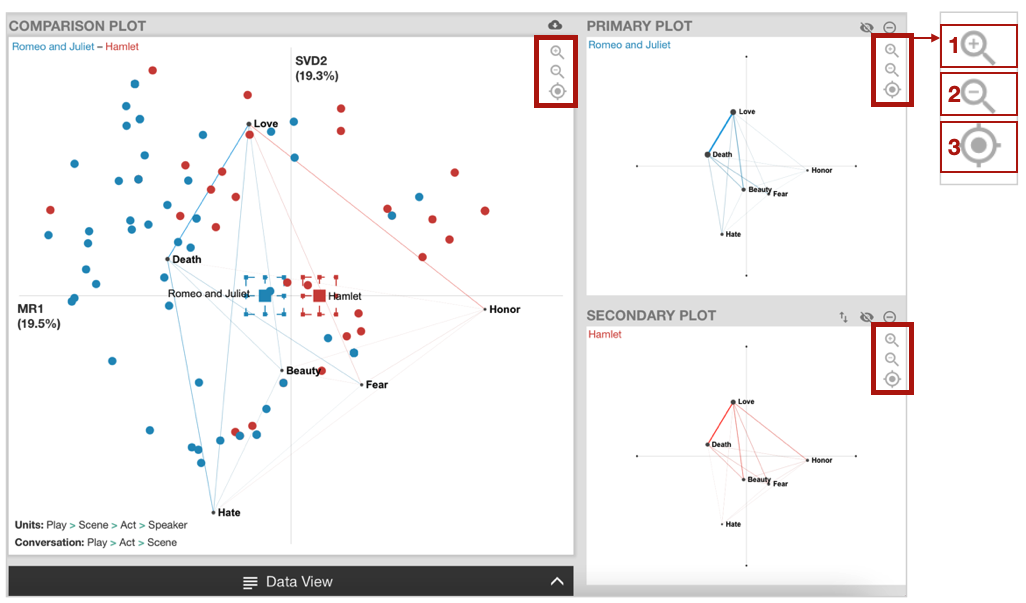 COMPARISON PLOT
Romeo and Juliet – Hamlet
SVD2
(19.3%)
Love
Death
Romeo and Juliet
Hamlet
MR1
(19.5%)
Honor
Beauty
Fear
Hate
Units: Play > Scene > Act > Speaker
Conversation: Play > Act > Scene
Data View
PRIMARY PLOT
Romeo and Juliet
Love
Death
Honor
Beauty
Fear
Hate
SECONDARY PLOT
Hamlet
Love
Death
Honor
Beauty
Fear
Hate
1
2
3